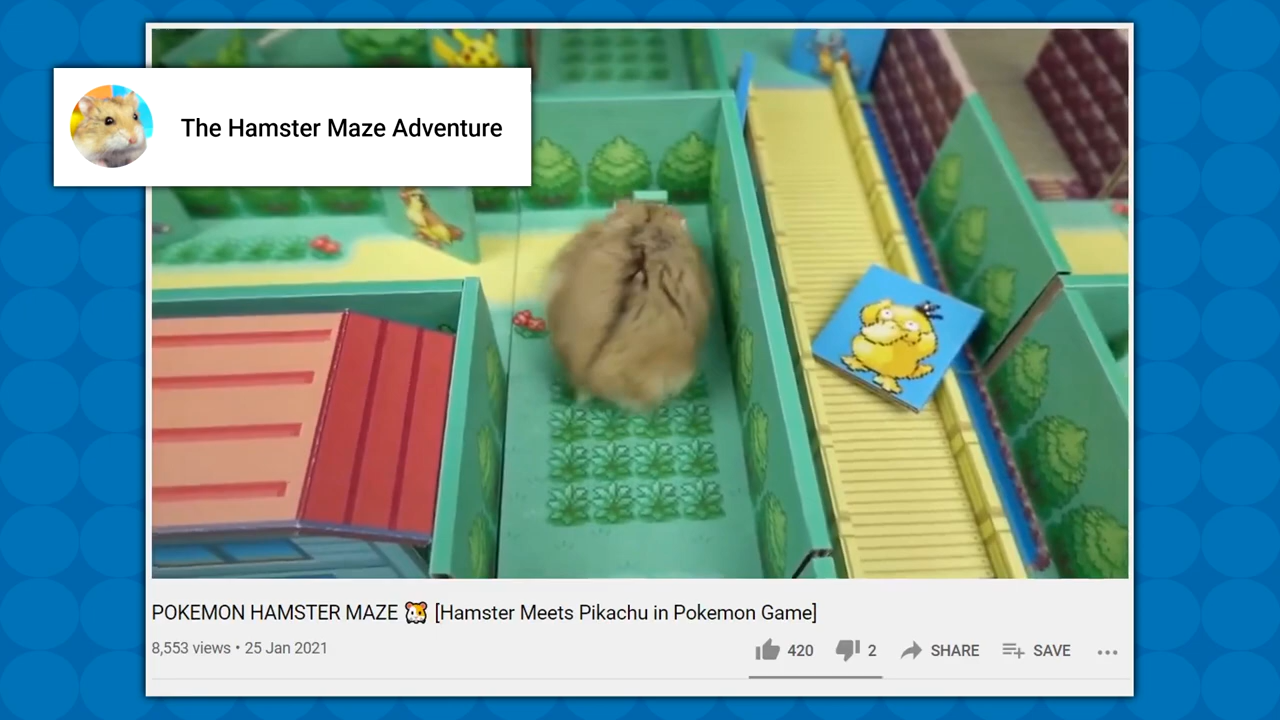 The Hamster Maze Adventure
POKEMON HAMSTER MAZE 🐹 [Hamster Meets Pikachu in Pokemon Game]
8,553 views • 25 Jan 2021
420
2
SHARE
SAVE